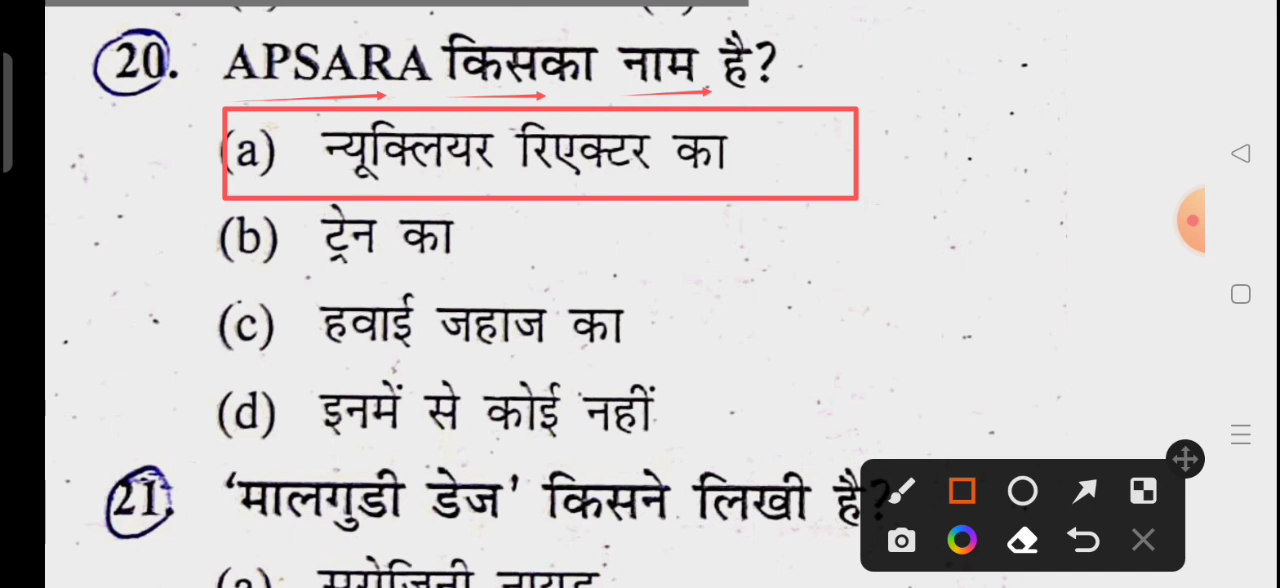 20. APSARA किसका नाम है?
(a) न्यूक्लियर रिएक्टर का
(b) ट्रेन का
(c) हवाई जहाज का
(d) इनमें से कोई नहीं
21. ‘मालगुडी डेज’ किसने लिखी है?
(a)